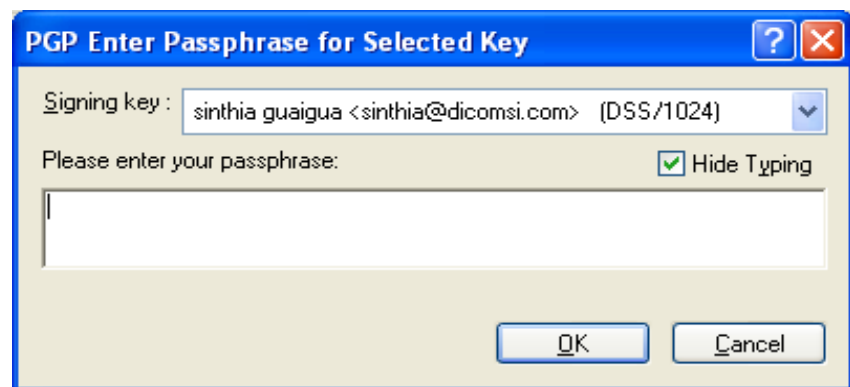 PGP Enter Passphrase for Selected Key
Signing key : sinthia guaigua <sinthia@dicomsi.com> (DSS/1024)
Please enter your passphrase: Hide Typing
OK Cancel